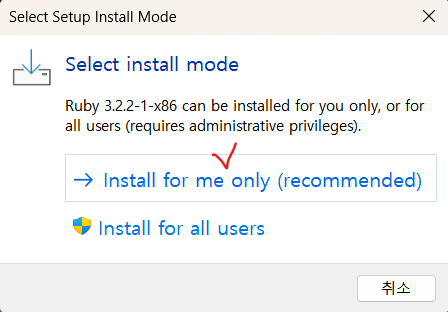 Select Setup Install Mode
Select install mode
Ruby 3.2.2-1-x86 can be installed for you only, or for
all users (requires administrative privileges).
Install for me only (recommended)
Install for all users
취소